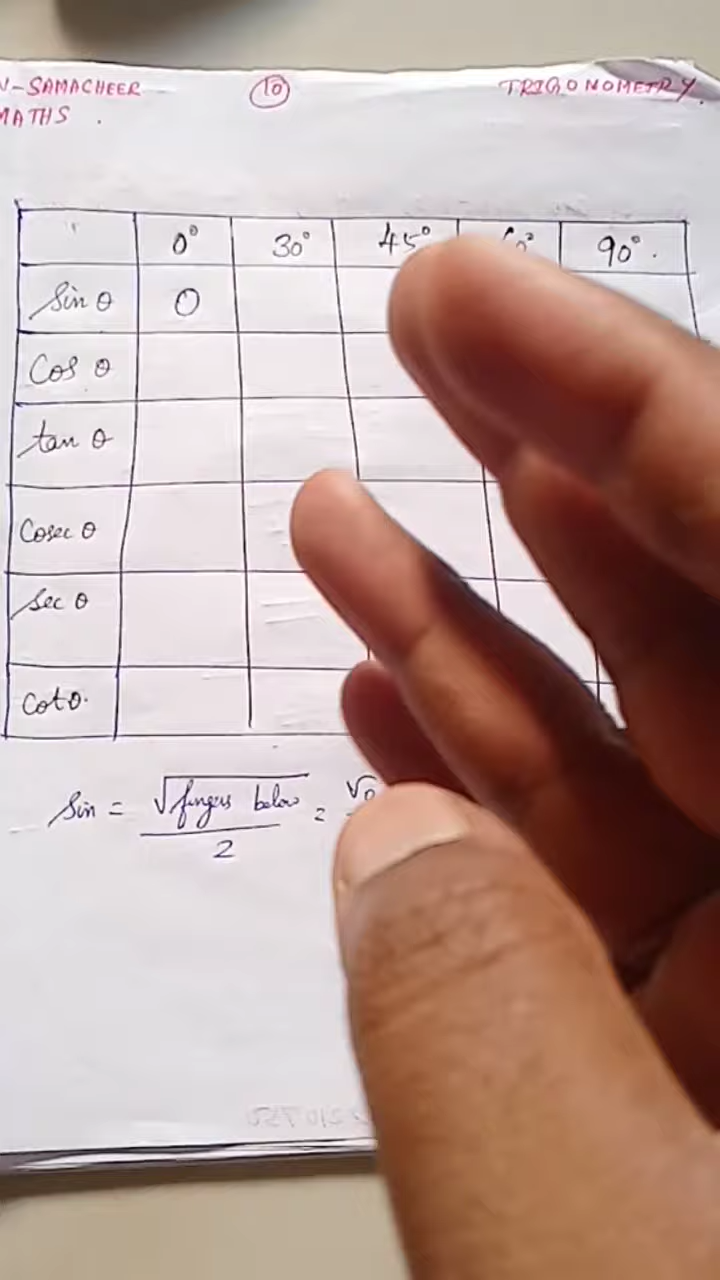 N-SAMACHEER 10 TRIGONOMETRY.
MATHS .
0° 30° 45° 90° .
Sin θ 0
Cos θ
tan θ
Cosec θ
Sec θ
Cot θ.
Sin = √fingers below / 2 = √0